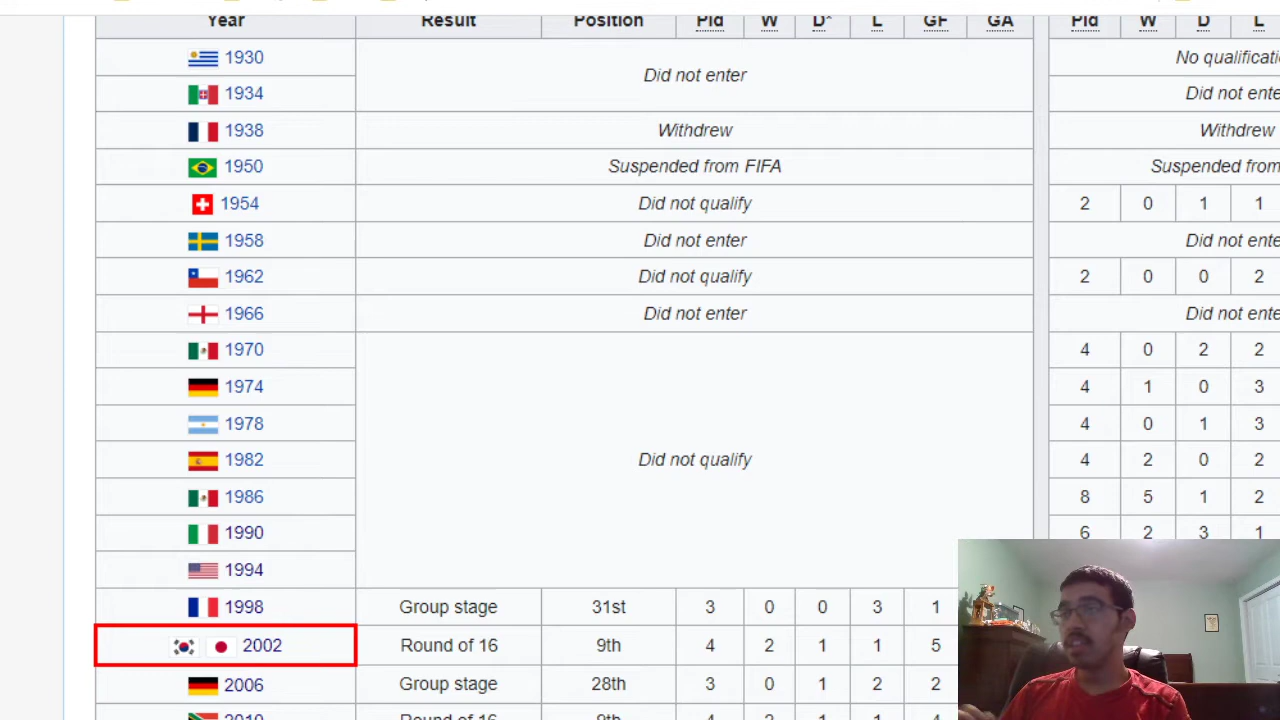 Year Result Position Pld W D* L GF GA Pld W D L
1930 Did not enter No qualificati
1934 Did not ente
1938 Withdrew Withdrew
1950 Suspended from FIFA Suspended from
1954 Did not qualify 2 0 1 1
1958 Did not enter Did not ente
1962 Did not qualify 2 0 0 2
1966 Did not enter Did not ente
1970 4 0 2 2
1974 4 1 0 3
1978 4 0 1 3
1982 Did not qualify 4 2 0 2
1986 8 5 1 2
1990 6 2 3 1
1994
1998 Group stage 31st 3 0 0 3 1
2002 Round of 16 9th 4 2 1 1 5
2006 Group stage 28th 3 0 1 2 2